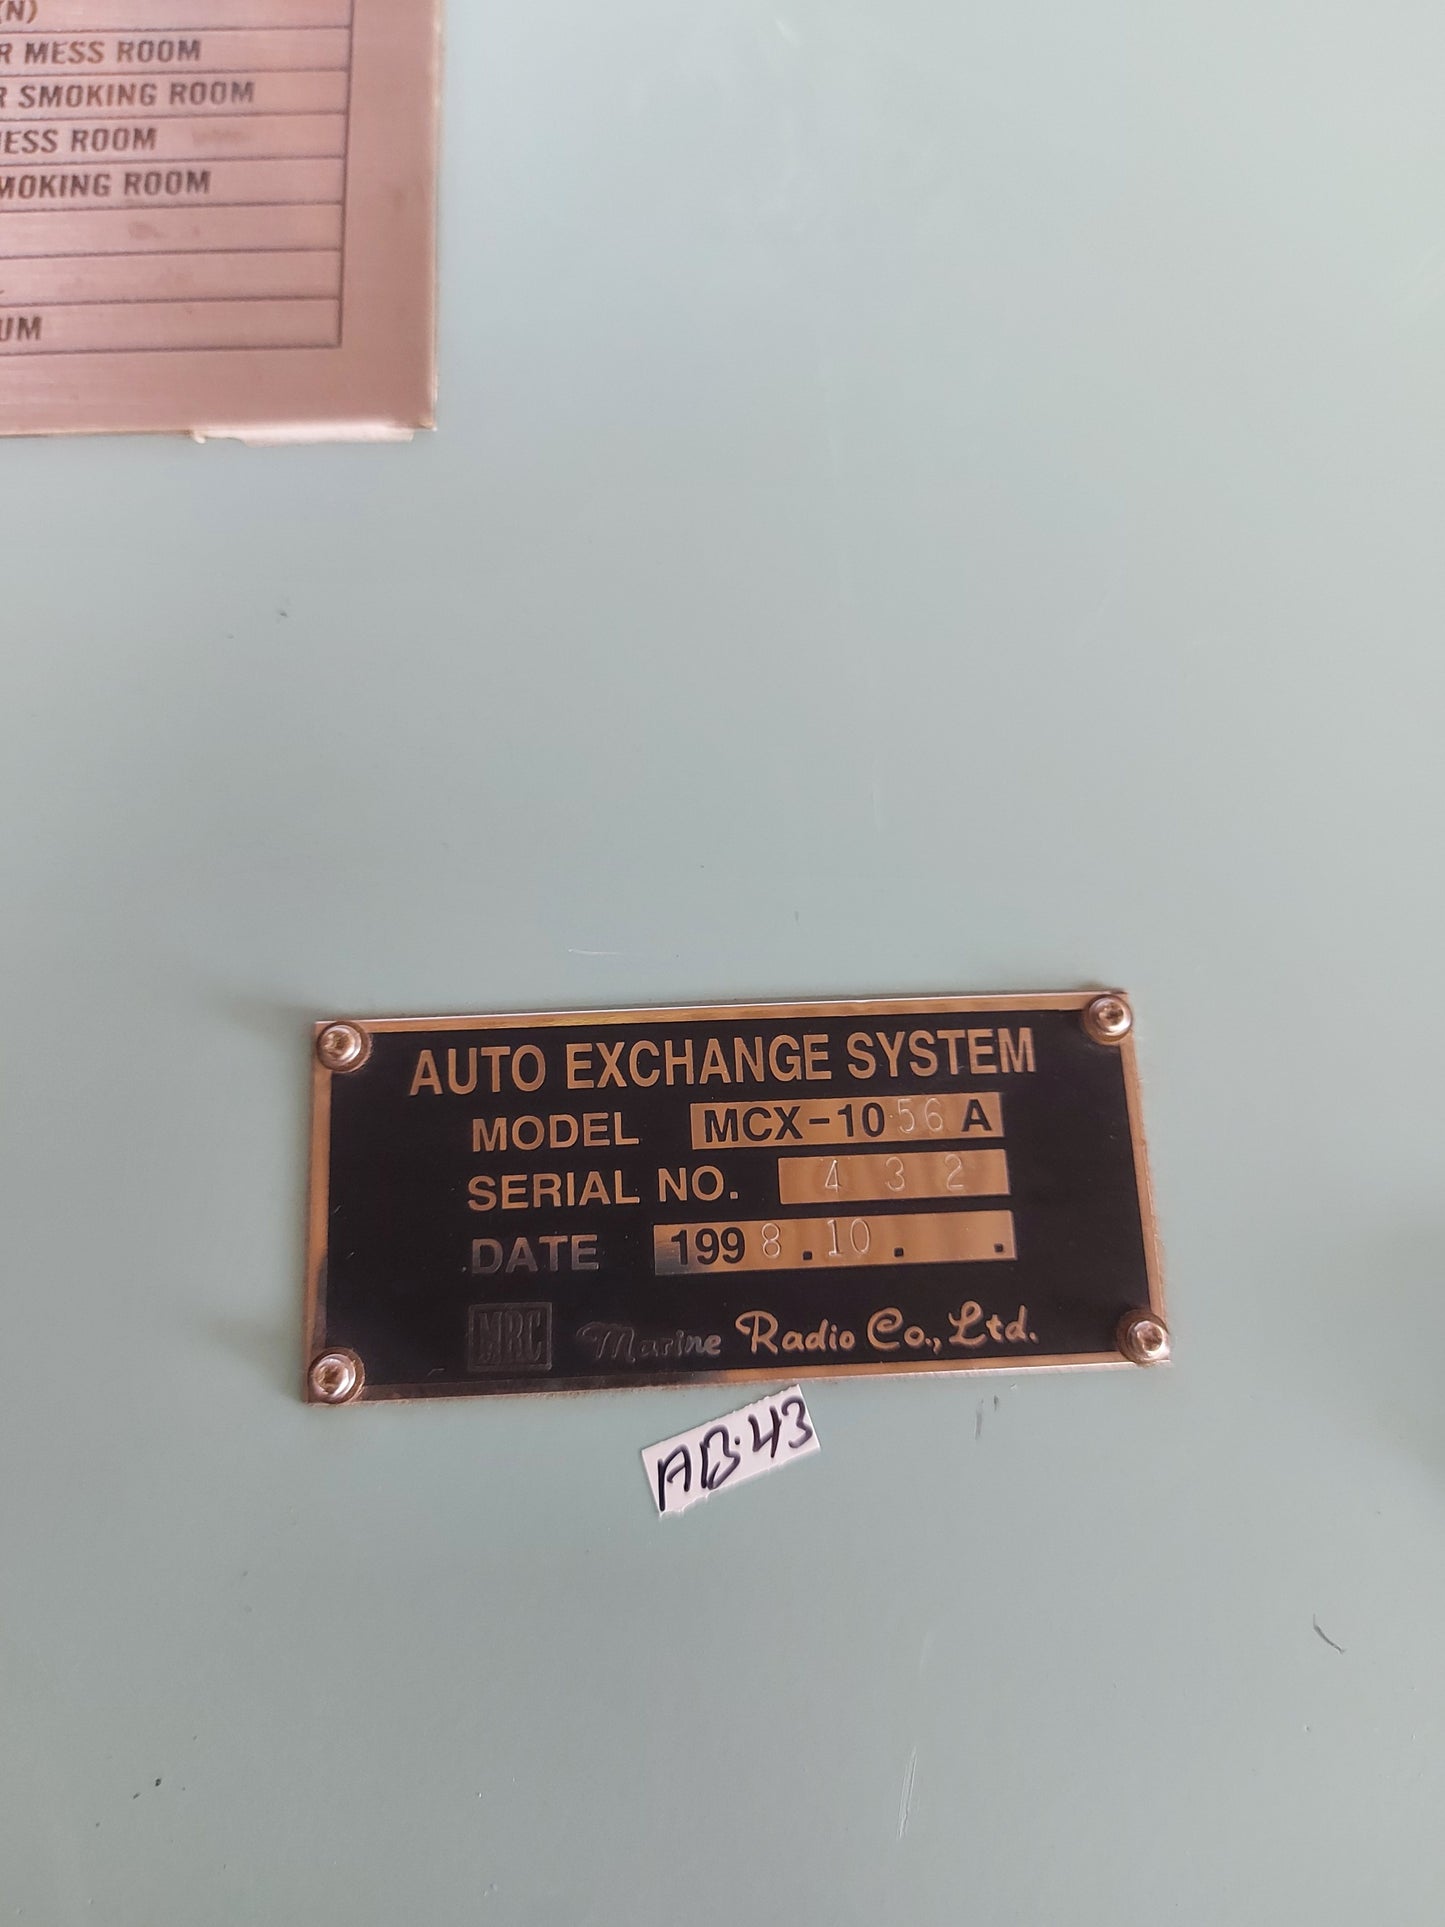 (N)
R MESS ROOM
R SMOKING ROOM
MESS ROOM
MOKING ROOM
UM
AUTO EXCHANGE SYSTEM
MODEL MCX-1056A
SERIAL NO. 432
DATE 1998.10. .
MRC Marine Radio Co., Ltd.
AB:43